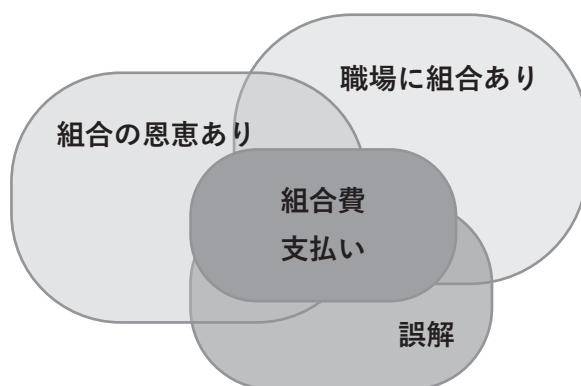 職場に組合あり
組合の恩恵あり
組合費
支払い
誤解